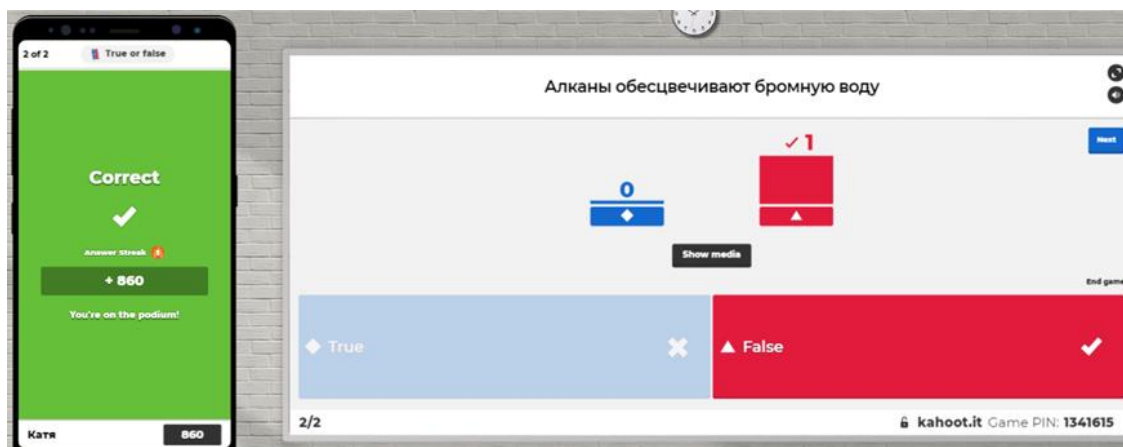 2 of 2
True or false
Correct
Answer Streak
+ 860
You're on the podium!
Катя
860
Алканы обесцвечивают бромную воду
Next
0
1
Show media
End game
True
False
2/2
kahoot.it Game PIN: 1341615